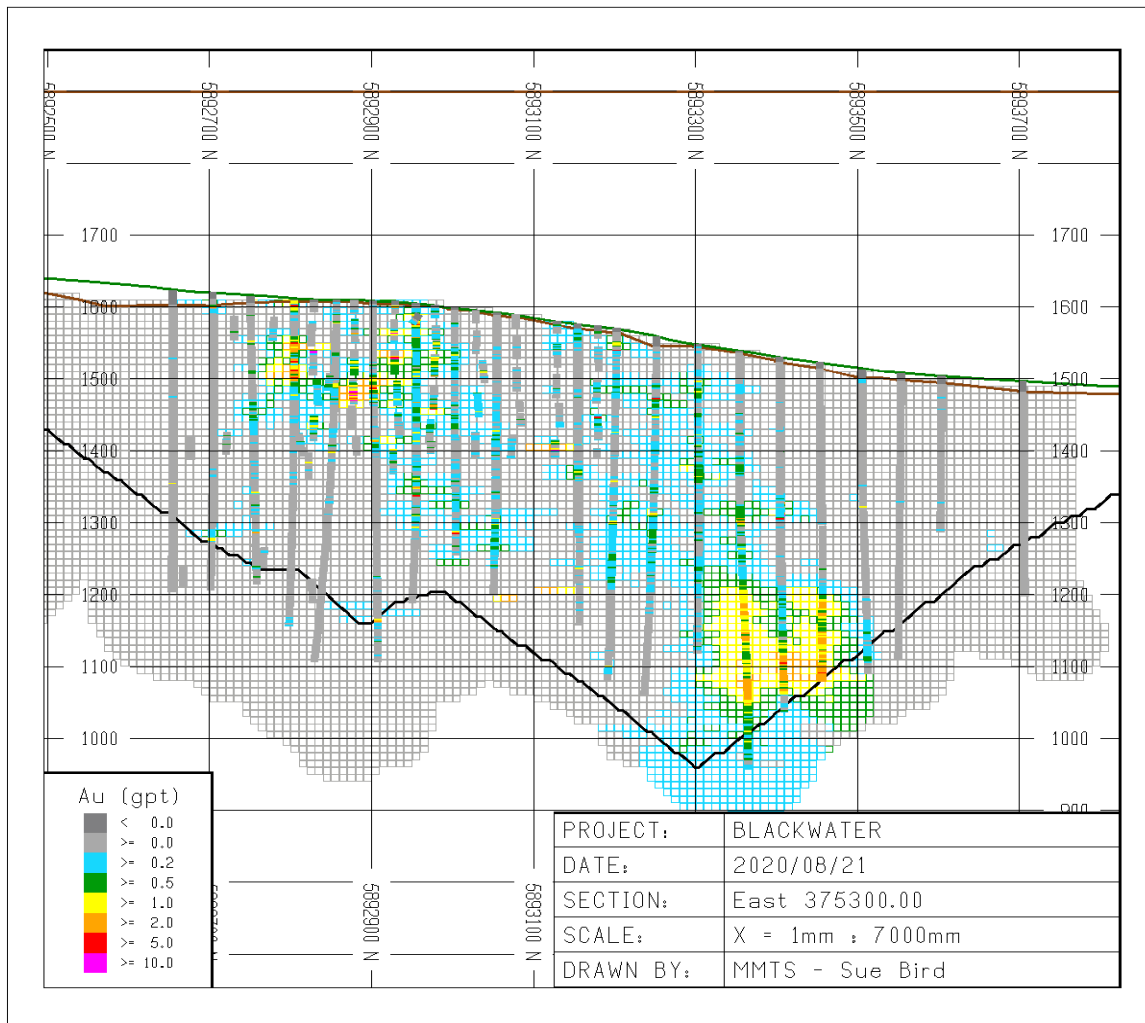 5892500 N 5892700 N 5892900 N 5893100 N 5893300 N 5893500 N 5893700 N
1700 1700
1600 1600
1500 1500
1400 1400
1300 1300
1200 1200
1100 1100
1000 1000
900
Au (gpt)
< 0.0
>= 0.0
>= 0.2
>= 0.5
>= 1.0
>= 2.0
>= 5.0
>= 10.0
5892900 N 5893100 N
PROJECT: BLACKWATER
DATE: 2020/08/21
SECTION: East 375300.00
SCALE: X = 1mm : 7000mm
DRAWN BY: MMTS - Sue Bird